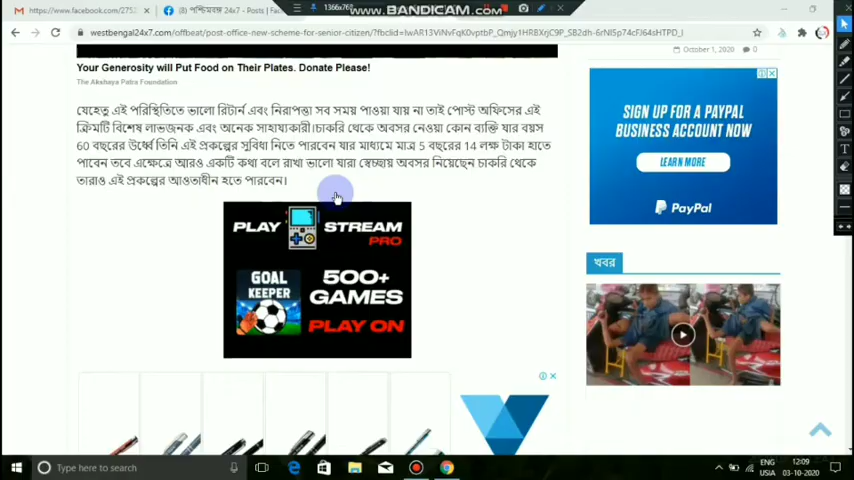 https://www.facebook.com/2752
পশ্চিমবঙ্গ 24x7 - Posts | Fac
1366x768
www.BANDICAM.com
westbengal24x7.com/offbeat/post-office-new-scheme-for-senior-citizen/?fbclid=IwAR13ViNvFqK0vptbP_Qmjy1HRBXrjC9P_SB2dh-6rNI5p74cFJ64sHTPD_I
October 1, 2020 0
Your Generosity will Put Food on Their Plates. Donate Please!
The Akshaya Patra Foundation
যেহেতু এই পরিস্থিতিতে ভালো রিটার্ন এবং নিরাপত্তা সব সময় পাওয়া যায় না তাই পোস্ট অফিসের এই
স্ক্রিমটি বিশেষ লাভজনক এবং অনেক সাহায্যকারী।চাকরি থেকে অবসর নেওয়া কোন ব্যক্তি যার বয়স
60 বছরের উর্ধ্বে তিনি এই প্রকল্পের সুবিধা নিতে পারবেন যার মাধ্যমে মাত্র 5 বছরের 14 লক্ষ টাকা হাতে
পাবেন তবে এক্ষেত্রে আরও একটি কথা বলে রাখা ভালো যারা স্বেচ্ছায় অবসর নিয়েছেন চাকরি থেকে
তারাও এই প্রকল্পের আওতাধীন হতে পারবেন।
SIGN UP FOR A PAYPAL
BUSINESS ACCOUNT NOW
LEARN MORE
PayPal
PLAY STREAM
PRO
GOAL
KEEPER
500+
GAMES
PLAY ON
খবর
Type here to search
ENG
USIA
12:09
03-10-2020